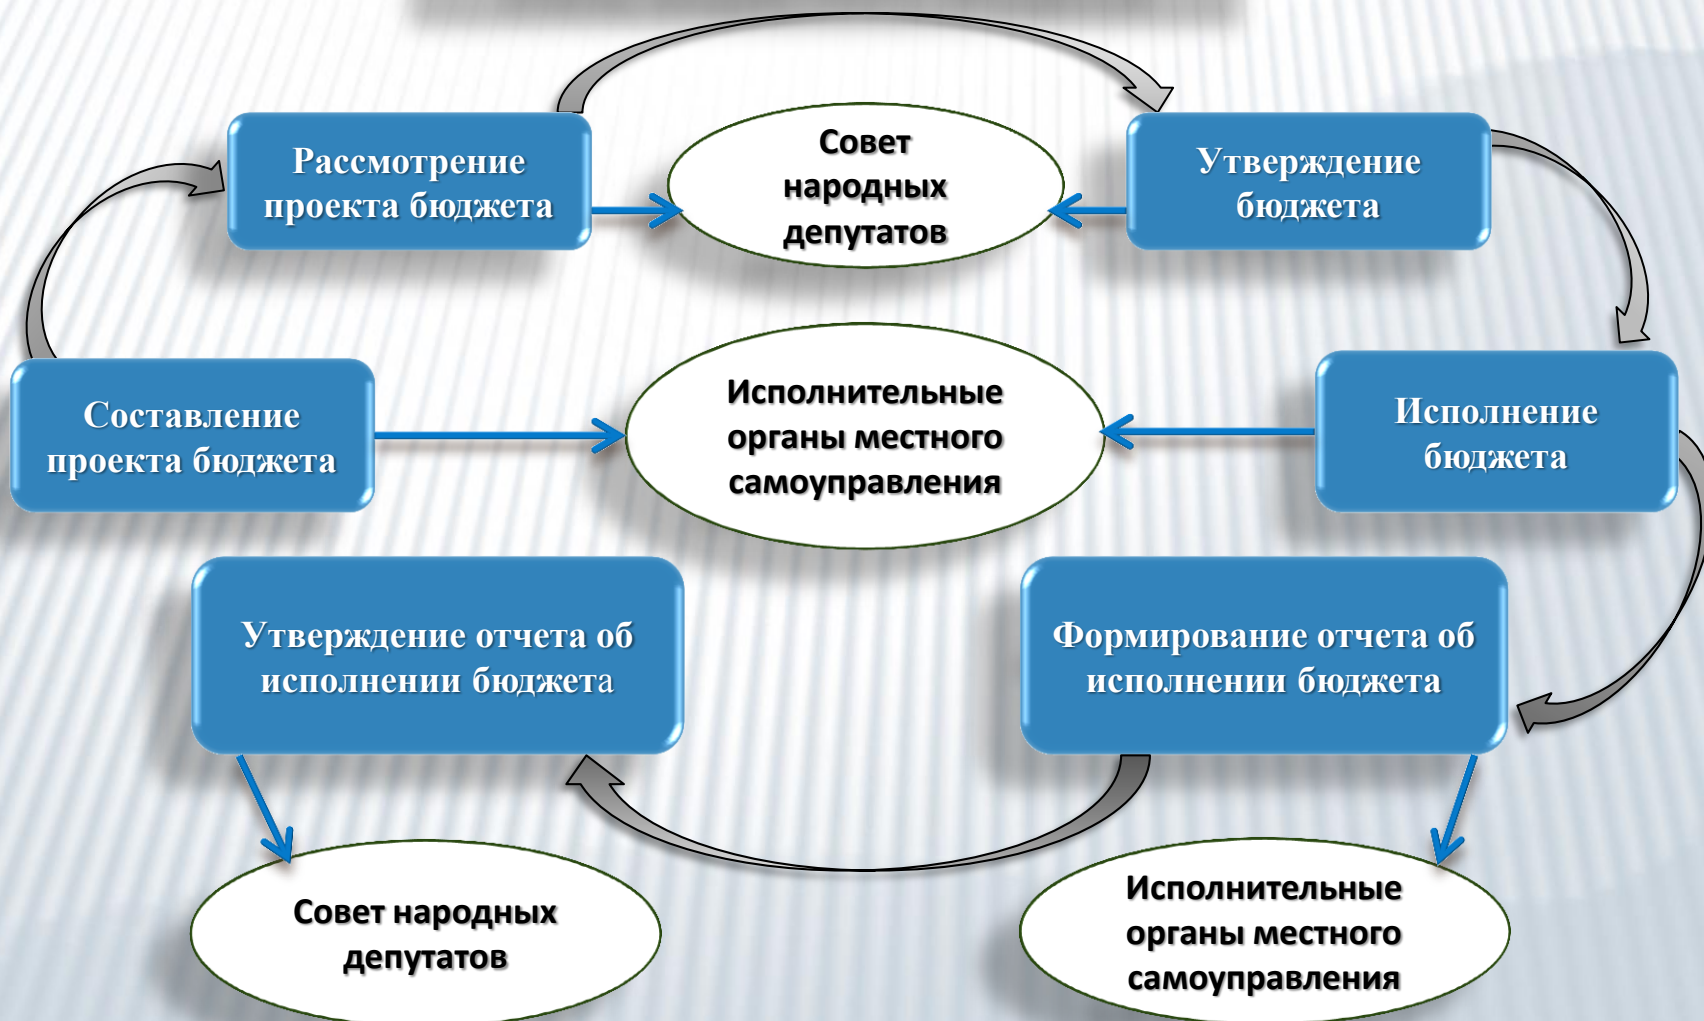 Рассмотрение
проекта бюджета
Совет
народных
депутатов
Утверждение
бюджета
Составление
проекта бюджета
Исполнительные
органы местного
самоуправления
Исполнение
бюджета
Утверждение отчета об
исполнении бюджета
Формирование отчета об
исполнении бюджета
Совет народных
депутатов
Исполнительные
органы местного
самоуправления